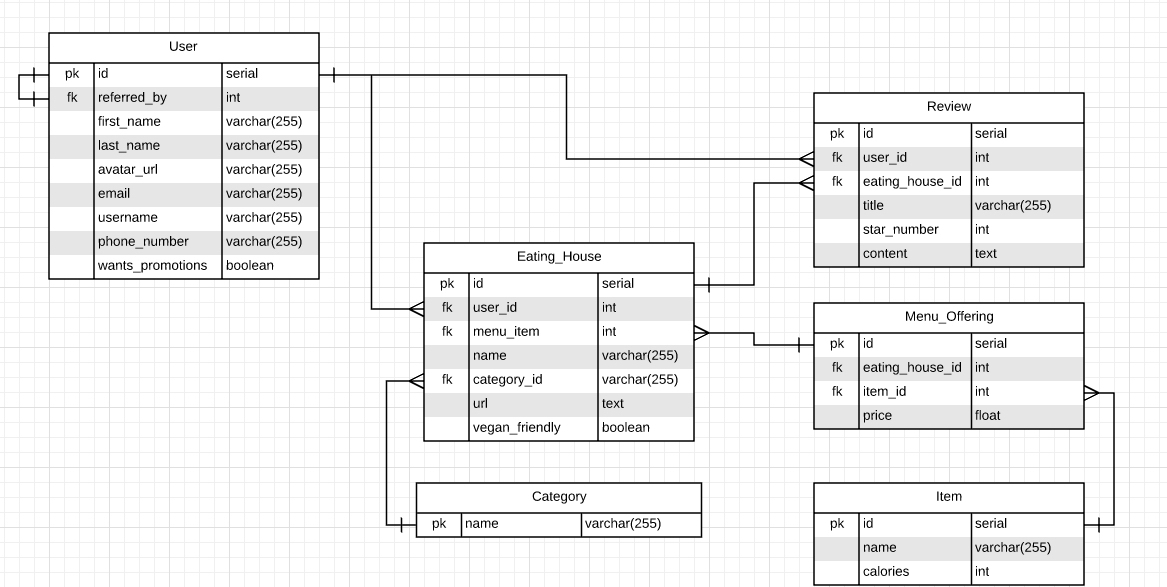 User
pk id serial
fk referred_by int
first_name varchar(255)
last_name varchar(255)
avatar_url varchar(255)
email varchar(255)
username varchar(255)
phone_number varchar(255)
wants_promotions boolean
Review
pk id serial
fk user_id int
fk eating_house_id int
title varchar(255)
star_number int
content text
Eating_House
pk id serial
fk user_id int
fk menu_item int
name varchar(255)
fk category_id varchar(255)
url text
vegan_friendly boolean
Menu_Offering
pk id serial
fk eating_house_id int
fk item_id int
price float
Category
pk name varchar(255)
Item
pk id serial
name varchar(255)
calories int